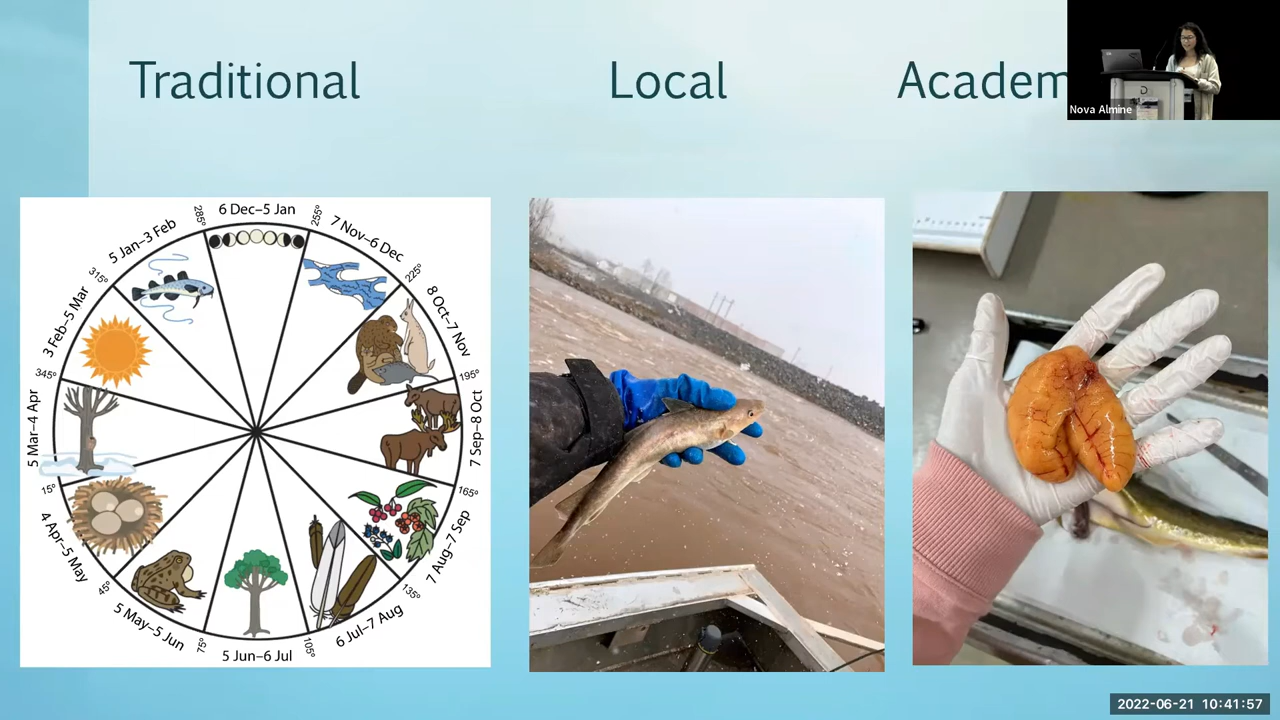 Traditional
Local
Academ
Nova Almine
6 Dec–5 Jan
7 Nov–6 Dec
8 Oct–7 Nov
7 Sep–8 Oct
7 Aug–7 Sep
6 Jul–7 Aug
5 Jun–6 Jul
5 May–5 Jun
4 Apr–5 May
5 Mar–4 Apr
3 Feb–5 Mar
5 Jan–3 Feb
285°
255°
225°
195°
165°
135°
105°
75°
45°
15°
345°
315°
2022-06-21 10:41:57